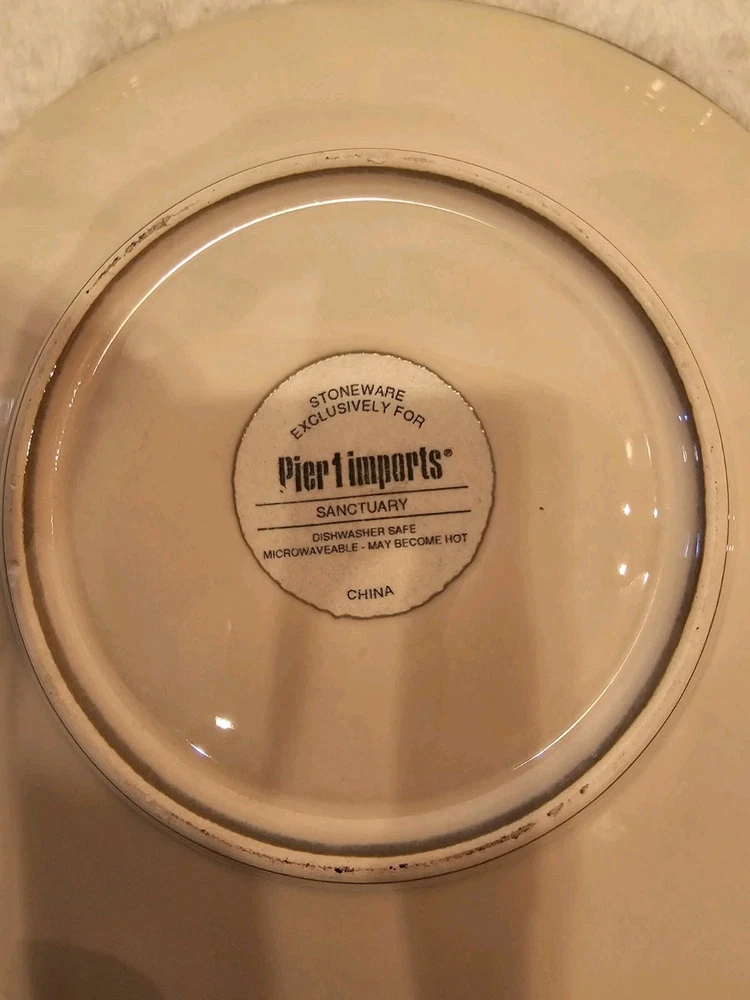 STONEWARE
EXCLUSIVELY FOR
Pier 1 imports®
SANCTUARY
DISHWASHER SAFE
MICROWAVEABLE - MAY BECOME HOT
CHINA